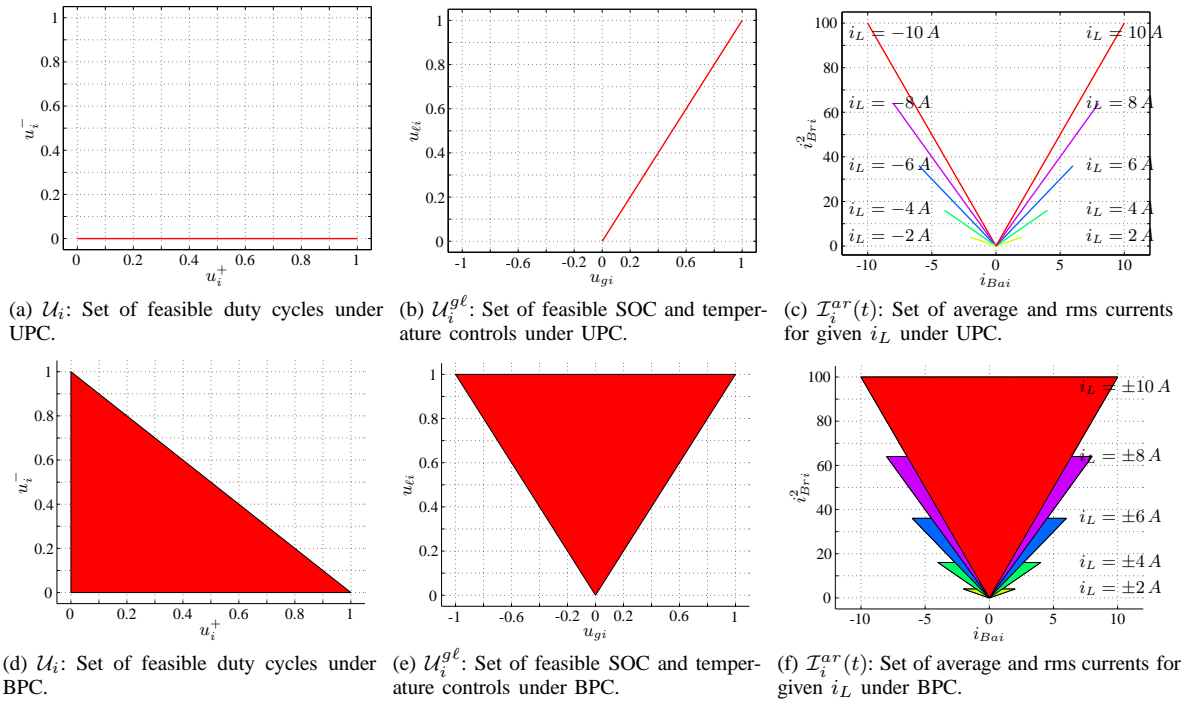 1
0.8
0.6
0.4
0.2
0
u_i^-
0 0.2 0.4 0.6 0.8 1
u_i^+
(a) 𝒰_i: Set of feasible duty cycles under
UPC.
1
0.8
0.6
0.4
0.2
0
u_{ℓi}
-1 -0.6 -0.2 0 0.2 0.6 1
u_{gi}
(b) 𝒰_i^{gℓ}: Set of feasible SOC and temper-
ature controls under UPC.
100
80
60
40
20
0
i_{Bri}^2
i_L = −10 A i_L = 10 A
i_L = −8 A i_L = 8 A
i_L = −6 A i_L = 6 A
i_L = −4 A i_L = 4 A
i_L = −2 A i_L = 2 A
-10 -5 0 5 10
i_{Bai}
(c) ℐ_i^{ar}(t): Set of average and rms currents
for given i_L under UPC.
1
0.8
0.6
0.4
0.2
0
u_i^-
0 0.2 0.4 0.6 0.8 1
u_i^+
(d) 𝒰_i: Set of feasible duty cycles under
BPC.
1
0.8
0.6
0.4
0.2
0
u_{ℓi}
-1 -0.6 -0.2 0 0.2 0.6 1
u_{gi}
(e) 𝒰_i^{gℓ}: Set of feasible SOC and temper-
ature controls under BPC.
100
80
60
40
20
0
i_{Bri}^2
i_L = ±10 A
i_L = ±8 A
i_L = ±6 A
i_L = ±4 A
i_L = ±2 A
-10 -5 0 5 10
i_{Bai}
(f) ℐ_i^{ar}(t): Set of average and rms currents for
given i_L under BPC.